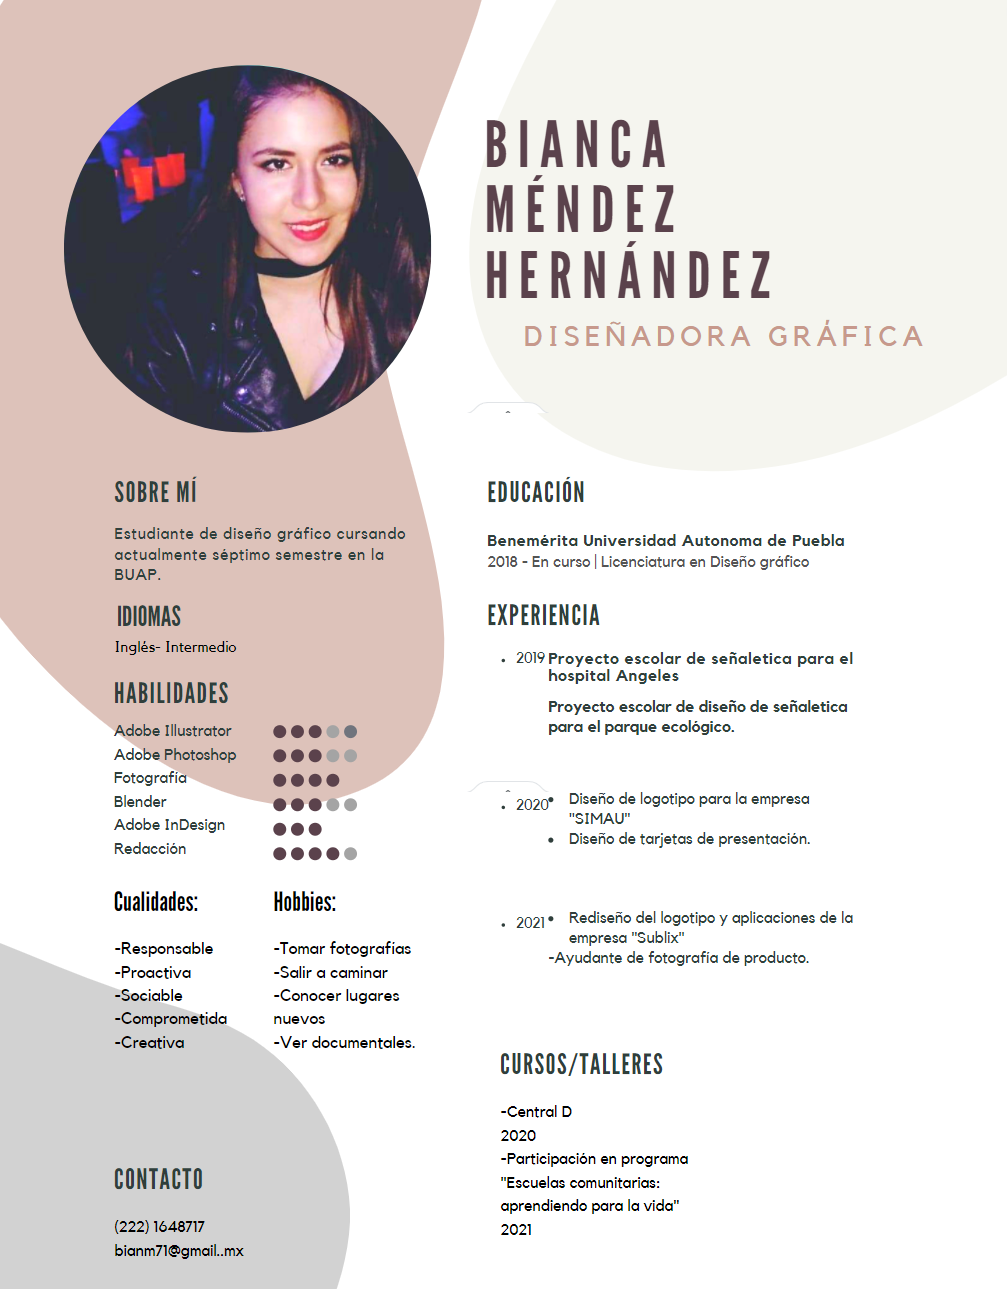 BIANCA
MÉNDEZ
HERNÁNDEZ
DISEÑADORA GRÁFICA
SOBRE MÍ
Estudiante de diseño gráfico cursando
actualmente séptimo semestre en la
BUAP.
IDIOMAS
Inglés- Intermedio
HABILIDADES
Adobe Illustrator
Adobe Photoshop
Fotografía
Blender
Adobe InDesign
Redacción
Cualidades:
-Responsable
-Proactiva
-Sociable
-Comprometida
-Creativa
Hobbies:
-Tomar fotografías
-Salir a caminar
-Conocer lugares
nuevos
-Ver documentales.
CONTACTO
(222) 1648717
bianm71@gmail..mx
EDUCACIÓN
Benemérita Universidad Autonoma de Puebla
2018 - En curso | Licenciatura en Diseño gráfico
EXPERIENCIA
• 2019 Proyecto escolar de señaletica para el
hospital Angeles
Proyecto escolar de diseño de señaletica
para el parque ecológico.
• 2020 • Diseño de logotipo para la empresa
"SIMAU"
• Diseño de tarjetas de presentación.
• 2021 • Rediseño del logotipo y aplicaciones de la
empresa "Sublix"
-Ayudante de fotografía de producto.
CURSOS/TALLERES
-Central D
2020
-Participación en programa
"Escuelas comunitarias:
aprendiendo para la vida"
2021